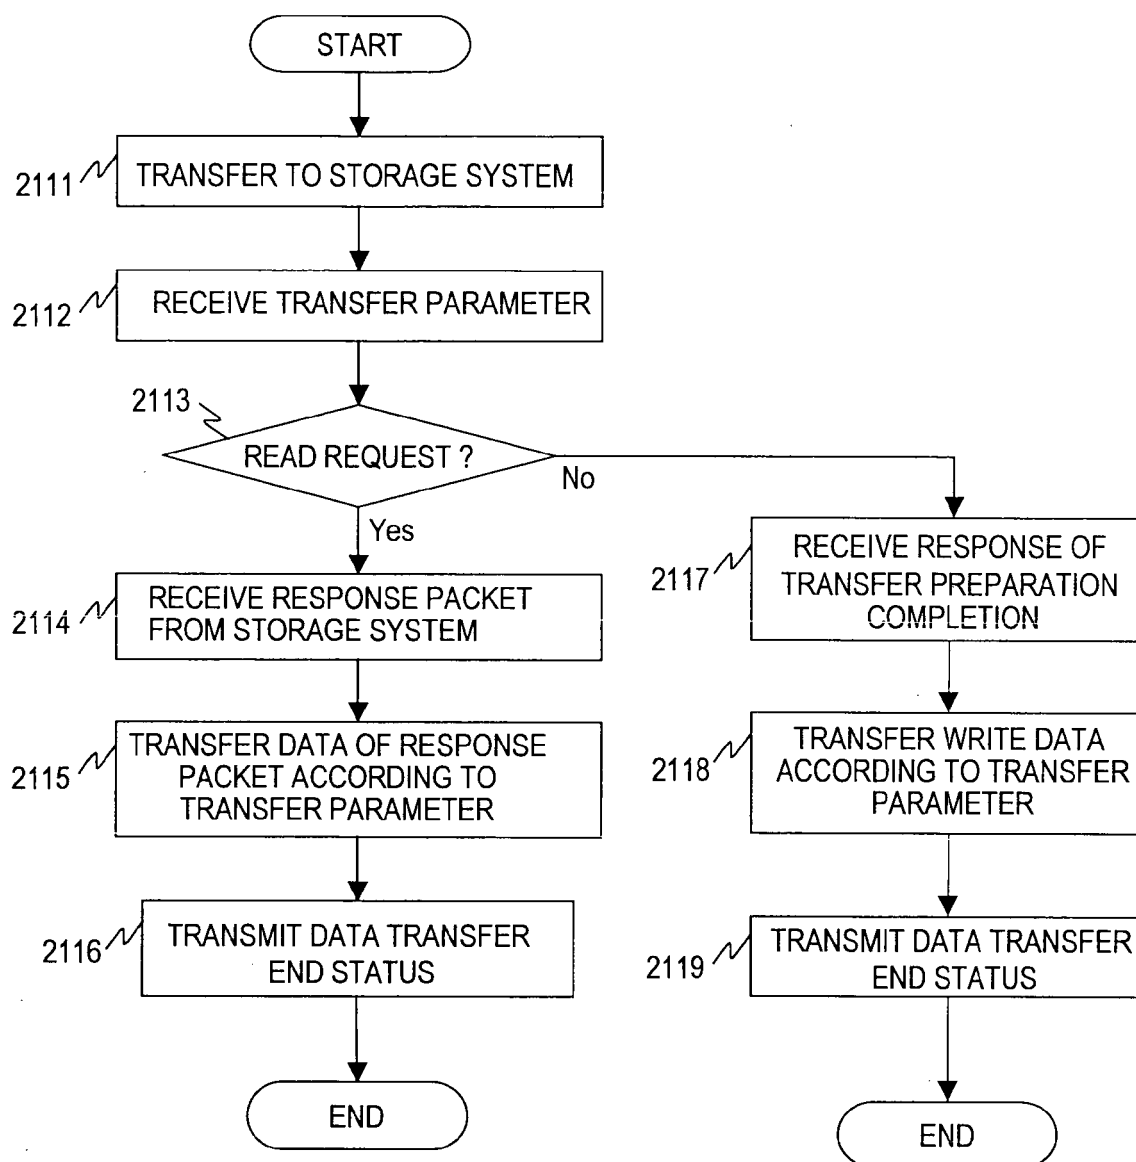 START
2111
TRANSFER TO STORAGE SYSTEM
2112
RECEIVE TRANSFER PARAMETER
2113
READ REQUEST ?
No
Yes
2114
RECEIVE RESPONSE PACKET
FROM STORAGE SYSTEM
2115
TRANSFER DATA OF RESPONSE
PACKET ACCORDING TO
TRANSFER PARAMETER
2116
TRANSMIT DATA TRANSFER
END STATUS
END
2117
RECEIVE RESPONSE OF
TRANSFER PREPARATION
COMPLETION
2118
TRANSFER WRITE DATA
ACCORDING TO TRANSFER
PARAMETER
2119
TRANSMIT DATA TRANSFER
END STATUS
END